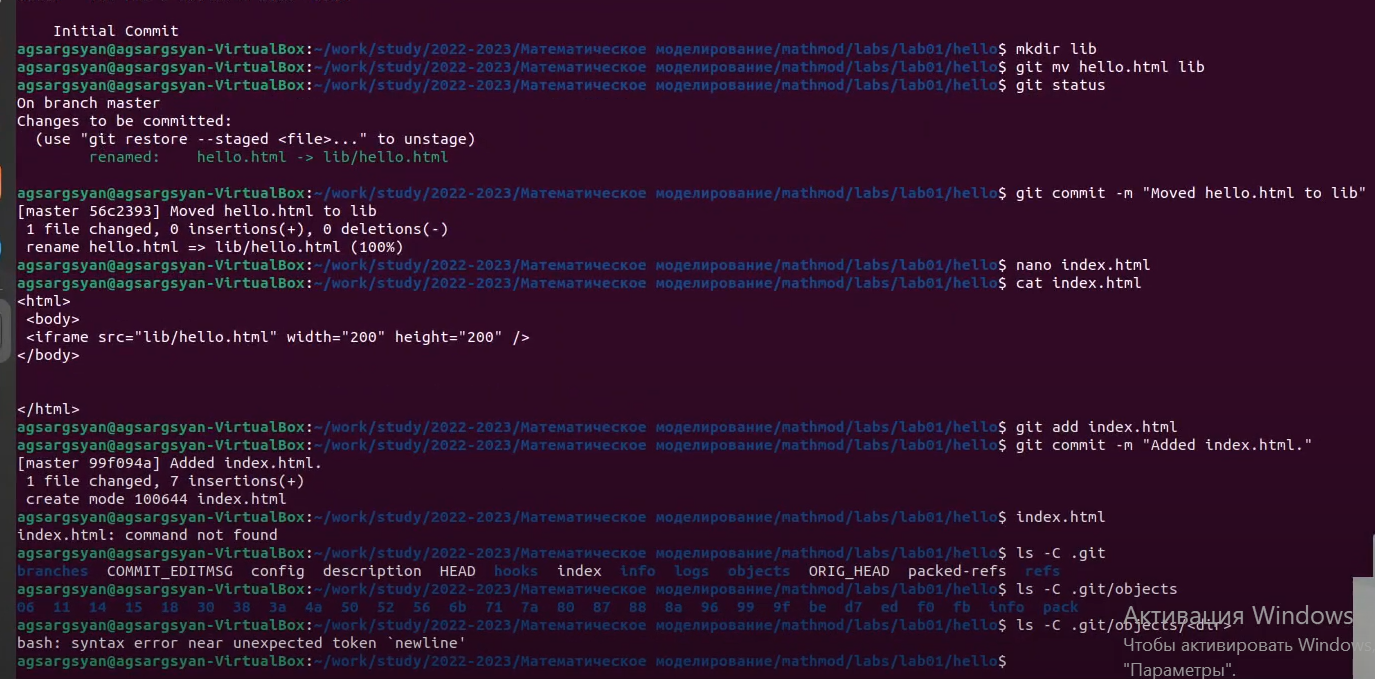 Initial Commit
agsargsyan@agsargsyan-VirtualBox:~/work/study/2022-2023/Математическое моделирование/mathmod/labs/lab01/hello$ mkdir lib
agsargsyan@agsargsyan-VirtualBox:~/work/study/2022-2023/Математическое моделирование/mathmod/labs/lab01/hello$ git mv hello.html lib
agsargsyan@agsargsyan-VirtualBox:~/work/study/2022-2023/Математическое моделирование/mathmod/labs/lab01/hello$ git status
On branch master
Changes to be committed:
  (use "git restore --staged <file>..." to unstage)
        renamed:    hello.html -> lib/hello.html
agsargsyan@agsargsyan-VirtualBox:~/work/study/2022-2023/Математическое моделирование/mathmod/labs/lab01/hello$ git commit -m "Moved hello.html to lib"
[master 56c2393] Moved hello.html to lib
 1 file changed, 0 insertions(+), 0 deletions(-)
 rename hello.html => lib/hello.html (100%)
agsargsyan@agsargsyan-VirtualBox:~/work/study/2022-2023/Математическое моделирование/mathmod/labs/lab01/hello$ nano index.html
agsargsyan@agsargsyan-VirtualBox:~/work/study/2022-2023/Математическое моделирование/mathmod/labs/lab01/hello$ cat index.html
<html>
 <body>
 <iframe src="lib/hello.html" width="200" height="200" />
</body>
</html>
agsargsyan@agsargsyan-VirtualBox:~/work/study/2022-2023/Математическое моделирование/mathmod/labs/lab01/hello$ git add index.html
agsargsyan@agsargsyan-VirtualBox:~/work/study/2022-2023/Математическое моделирование/mathmod/labs/lab01/hello$ git commit -m "Added index.html."
[master 99f094a] Added index.html.
 1 file changed, 7 insertions(+)
 create mode 100644 index.html
agsargsyan@agsargsyan-VirtualBox:~/work/study/2022-2023/Математическое моделирование/mathmod/labs/lab01/hello$ index.html
index.html: command not found
agsargsyan@agsargsyan-VirtualBox:~/work/study/2022-2023/Математическое моделирование/mathmod/labs/lab01/hello$ ls -C .git
branches  COMMIT_EDITMSG  config  description  HEAD  hooks  index  info  logs  objects  ORIG_HEAD  packed-refs  refs
agsargsyan@agsargsyan-VirtualBox:~/work/study/2022-2023/Математическое моделирование/mathmod/labs/lab01/hello$ ls -C .git/objects
06  11  14  15  18  30  38  3a  4a  50  52  56  6b  71  7a  80  87  88  8a  96  99  9f  be  d7  ed  f0  fb  info  pack
agsargsyan@agsargsyan-VirtualBox:~/work/study/2022-2023/Математическое моделирование/mathmod/labs/lab01/hello$ ls -C .git/objects/<dir>
bash: syntax error near unexpected token `newline'
agsargsyan@agsargsyan-VirtualBox:~/work/study/2022-2023/Математическое моделирование/mathmod/labs/lab01/hello$
Активация Windows
Чтобы активировать Windows,
"Параметры".